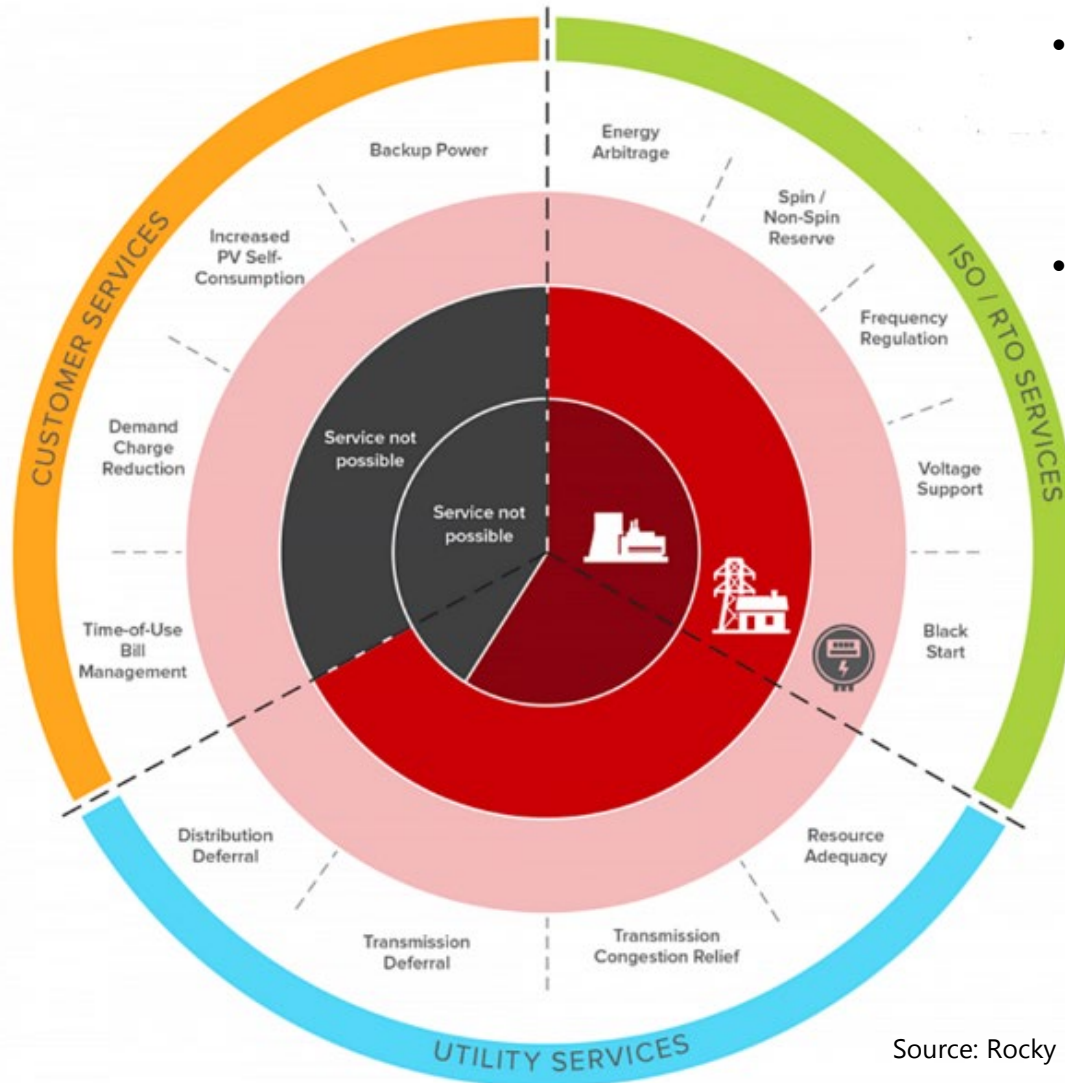 CUSTOMER SERVICES
ISO / RTO SERVICES
UTILITY SERVICES
Backup Power
Energy
Arbitrage
Spin /
Non-Spin
Reserve
Increased
PV Self-
Consumption
Frequency
Regulation
Demand
Charge
Reduction
Service not
possible
Service not
possible
Voltage
Support
Time-of-Use
Bill
Management
Black
Start
Distribution
Deferral
Resource
Adequacy
Transmission
Deferral
Transmission
Congestion Relief
Source: Rocky
•
•